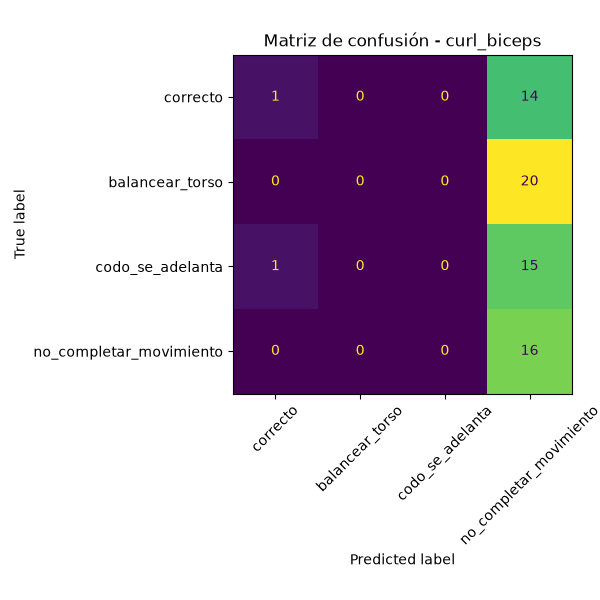 Matriz de confusión - curl_biceps
True label
correcto 1 0 0 14
balancear_torso 0 0 0 20
codo_se_adelanta 1 0 0 15
no_completar_movimiento 0 0 0 16
correcto balancear_torso codo_se_adelanta no_completar_movimiento
Predicted label